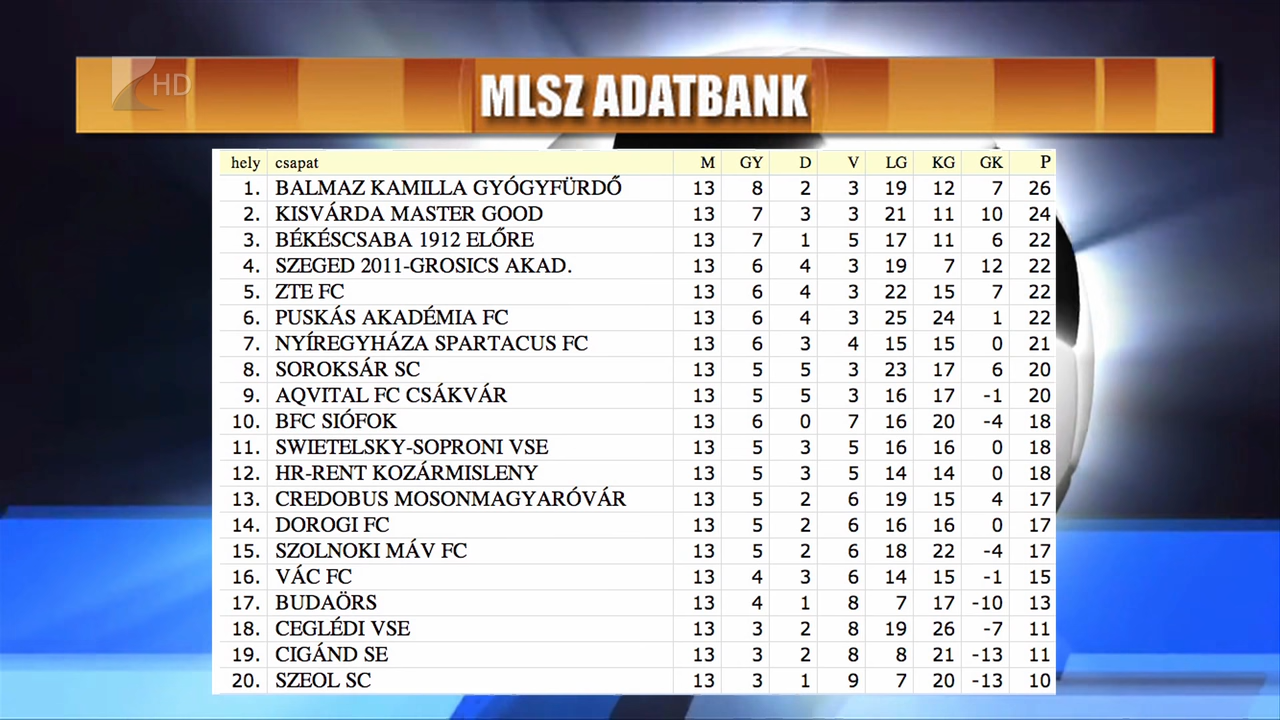 HD
MLSZ ADATBANK
hely csapat M GY D V LG KG GK P
1. BALMAZ KAMILLA GYÓGYFÜRDŐ 13 8 2 3 19 12 7 26
2. KISVÁRDA MASTER GOOD 13 7 3 3 21 11 10 24
3. BÉKÉSCSABA 1912 ELŐRE 13 7 1 5 17 11 6 22
4. SZEGED 2011-GROSICS AKAD. 13 6 4 3 19 7 12 22
5. ZTE FC 13 6 4 3 22 15 7 22
6. PUSKÁS AKADÉMIA FC 13 6 4 3 25 24 1 22
7. NYÍREGYHÁZA SPARTACUS FC 13 6 3 4 15 15 0 21
8. SOROKSÁR SC 13 5 5 3 23 17 6 20
9. AQVITAL FC CSÁKVÁR 13 5 5 3 16 17 -1 20
10. BFC SIÓFOK 13 6 0 7 16 20 -4 18
11. SWIETELSKY-SOPRONI VSE 13 5 3 5 16 16 0 18
12. HR-RENT KOZÁRMISLENY 13 5 3 5 14 14 0 18
13. CREDOBUS MOSONMAGYARÓVÁR 13 5 2 6 19 15 4 17
14. DOROGI FC 13 5 2 6 16 16 0 17
15. SZOLNOKI MÁV FC 13 5 2 6 18 22 -4 17
16. VÁC FC 13 4 3 6 14 15 -1 15
17. BUDAÖRS 13 4 1 8 7 17 -10 13
18. CEGLÉDI VSE 13 3 2 8 19 26 -7 11
19. CIGÁND SE 13 3 2 8 8 21 -13 11
20. SZEOL SC 13 3 1 9 7 20 -13 10